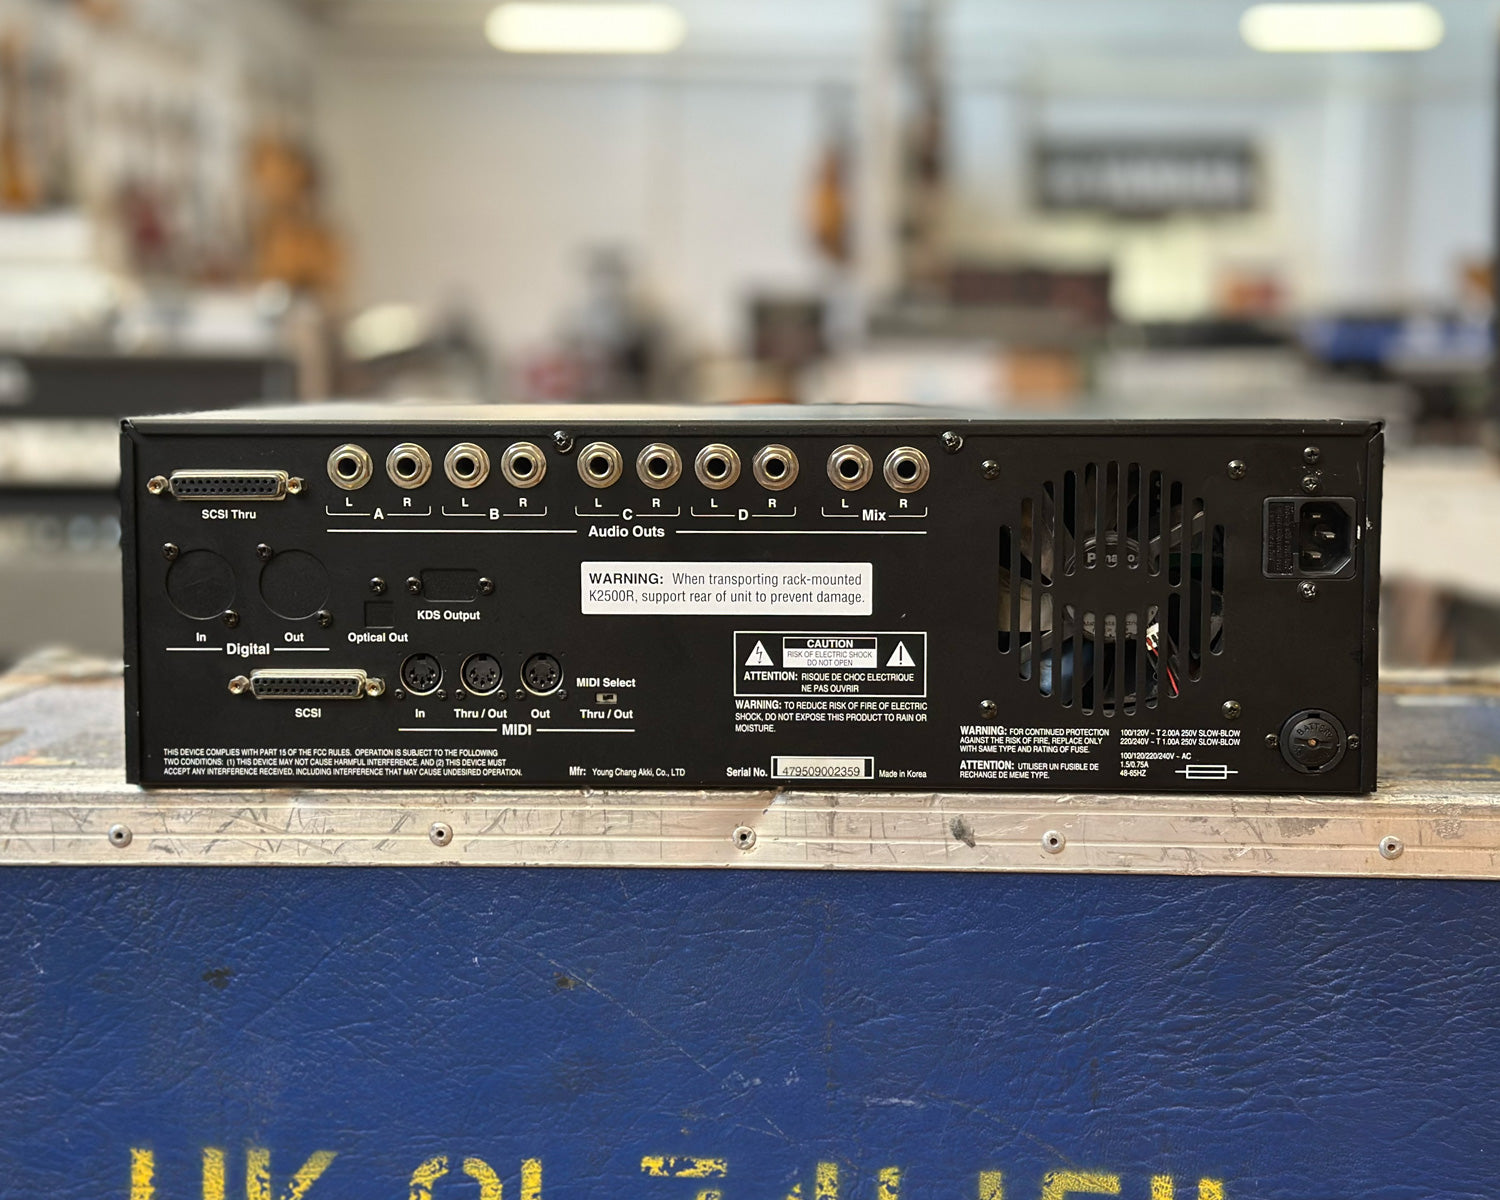 SCSI Thru
L R L R L R L R L R
A B C D Mix
Audio Outs
WARNING: When transporting rack-mounted
K2500R, support rear of unit to prevent damage.
KDS Output
Optical Out
In Out
Digital
SCSI
In Thru / Out Out
MIDI
MIDI Select
Thru / Out
CAUTION
RISK OF ELECTRIC SHOCK
DO NOT OPEN
ATTENTION: RISQUE DE CHOC ELECTRIQUE
NE PAS OUVRIR
WARNING: TO REDUCE RISK OF FIRE OF ELECTRIC
SHOCK, DO NOT EXPOSE THIS PRODUCT TO RAIN OR
MOISTURE.
THIS DEVICE COMPLIES WITH PART 15 OF THE FCC RULES. OPERATION IS SUBJECT TO THE FOLLOWING
TWO CONDITIONS: (1) THIS DEVICE MAY NOT CAUSE HARMFUL INTERFERENCE, AND (2) THIS DEVICE MUST
ACCEPT ANY INTERFERENCE RECEIVED, INCLUDING INTERFERENCE THAT MAY CAUSE UNDESIRED OPERATION.
Mfr: Young Chang Akki, Co., LTD
Serial No. 479509002359 Made in Korea
WARNING: FOR CONTINUED PROTECTION
AGAINST THE RISK OF FIRE, REPLACE ONLY
WITH SAME TYPE AND RATING OF FUSE.
ATTENTION: UTILISER UN FUSIBLE DE
RECHANGE DE MEME TYPE.
100/120V ~ T 2.00A 250V SLOW-BLOW
220/240V ~ T 1.00A 250V SLOW-BLOW
100/120/220/240V ~ AC
1.5/0.75A
48-65HZ
BATTERY